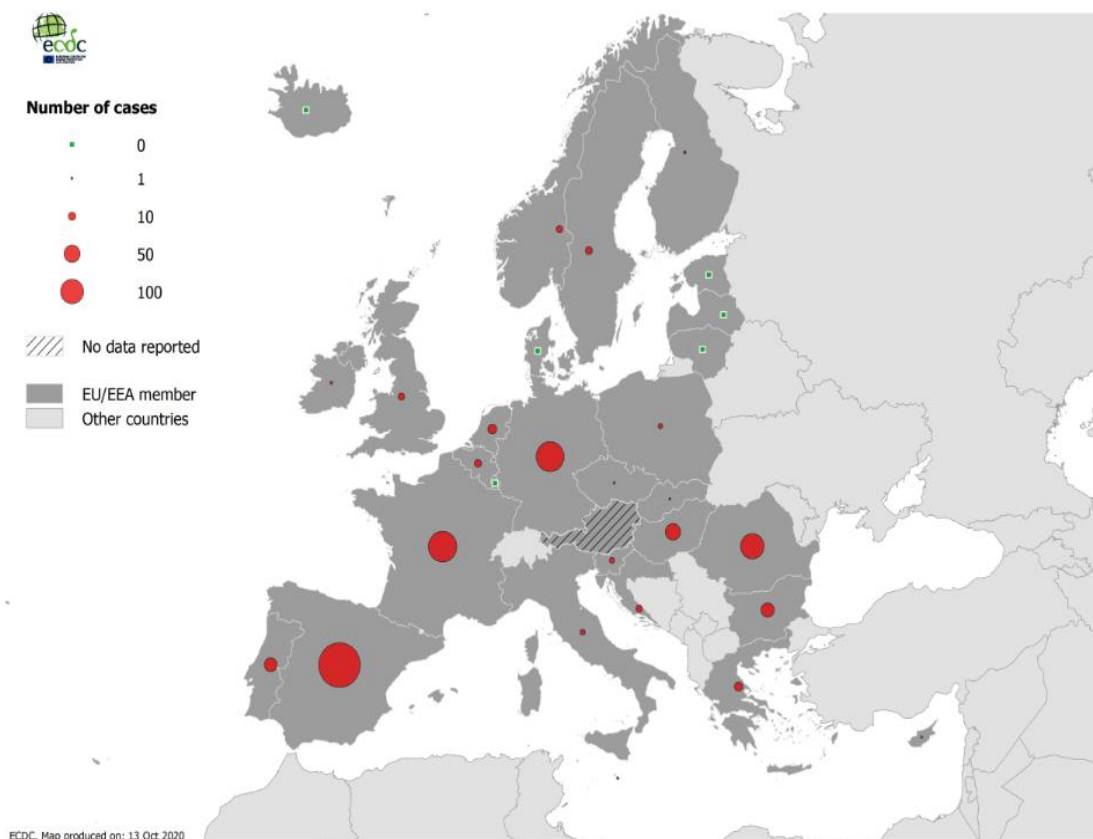 ecdc
Number of cases
0
1
10
50
100
No data reported
EU/EEA member
Other countries
ECDC. Map produced on: 13 Oct 2020